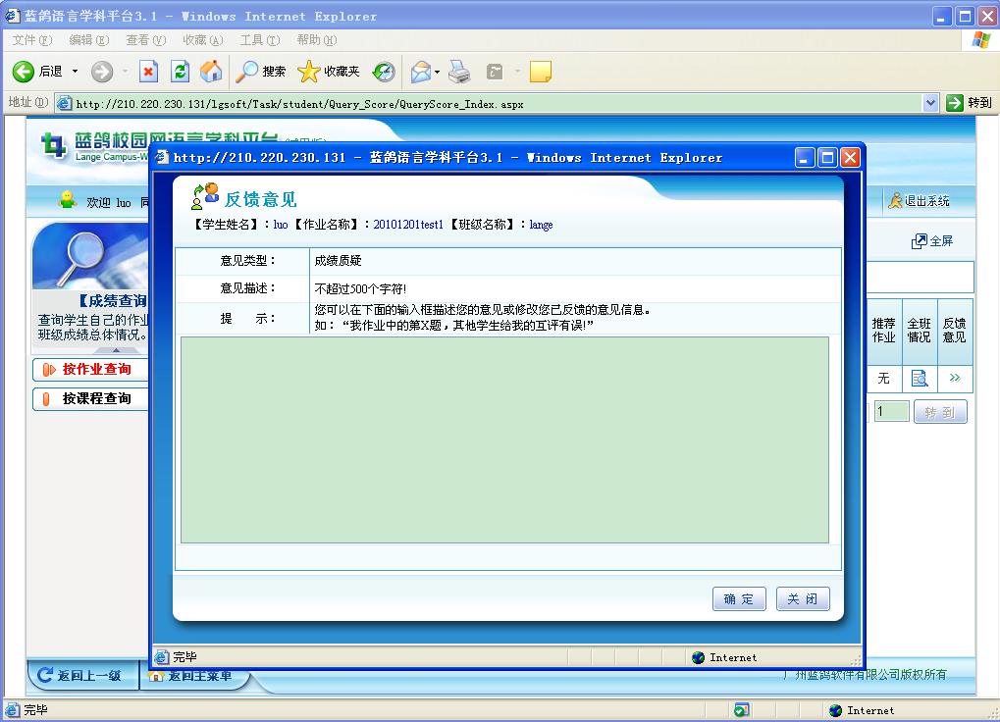 蓝鸽语言学科平台3.1 - Windows Internet Explorer
文件(F) 编辑(E) 查看(V) 收藏(A) 工具(T) 帮助(H)
后退 搜索 收藏夹
地址(D) http://210.220.230.131/lgsoft/Task/student/Query_Score/QueryScore_Index.aspx 转到
蓝鸽校园网语言学科平台
Lange Campus-W
http://210.220.230.131 - 蓝鸽语言学科平台3.1 - Windows Internet Explorer
反馈意见
【学生姓名】：luo 【作业名称】：20101201test1 【班级名称】：lange
意见类型： 成绩质疑
意见描述： 不超过500个字符!
提 示： 您可以在下面的输入框描述您的意见或修改您已反馈的意见信息。
如：“我作业中的第X题，其他学生给我的互评有误!”
确 定 关 闭
完毕 Internet
欢迎 luo 同
退出系统
全屏
【成绩查询
查询学生自己的作业
班级成绩总体情况。
按作业查询
按课程查询
推荐作业 全班情况 反馈意见
无 >>
1 转 到
返回上一级 返回主菜单
广州蓝鸽软件有限公司版权所有
完毕 Internet